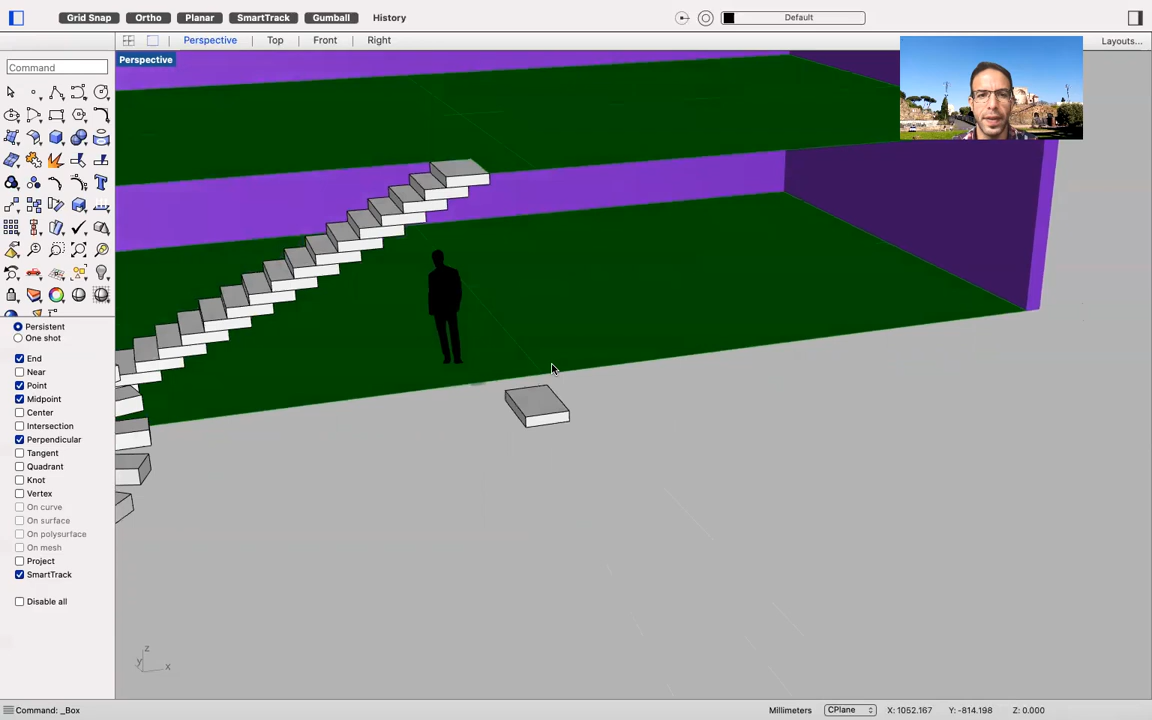 Grid Snap Ortho Planar SmartTrack Gumball History Default
Perspective Top Front Right Layouts...
Perspective
Command
Persistent
One shot
End
Near
Point
Midpoint
Center
Intersection
Perpendicular
Tangent
Quadrant
Knot
Vertex
On curve
On surface
On polysurface
On mesh
Project
SmartTrack
Disable all
z
y
x
Command: _Box Millimeters CPlane X: 1052.167 Y: -814.198 Z: 0.000